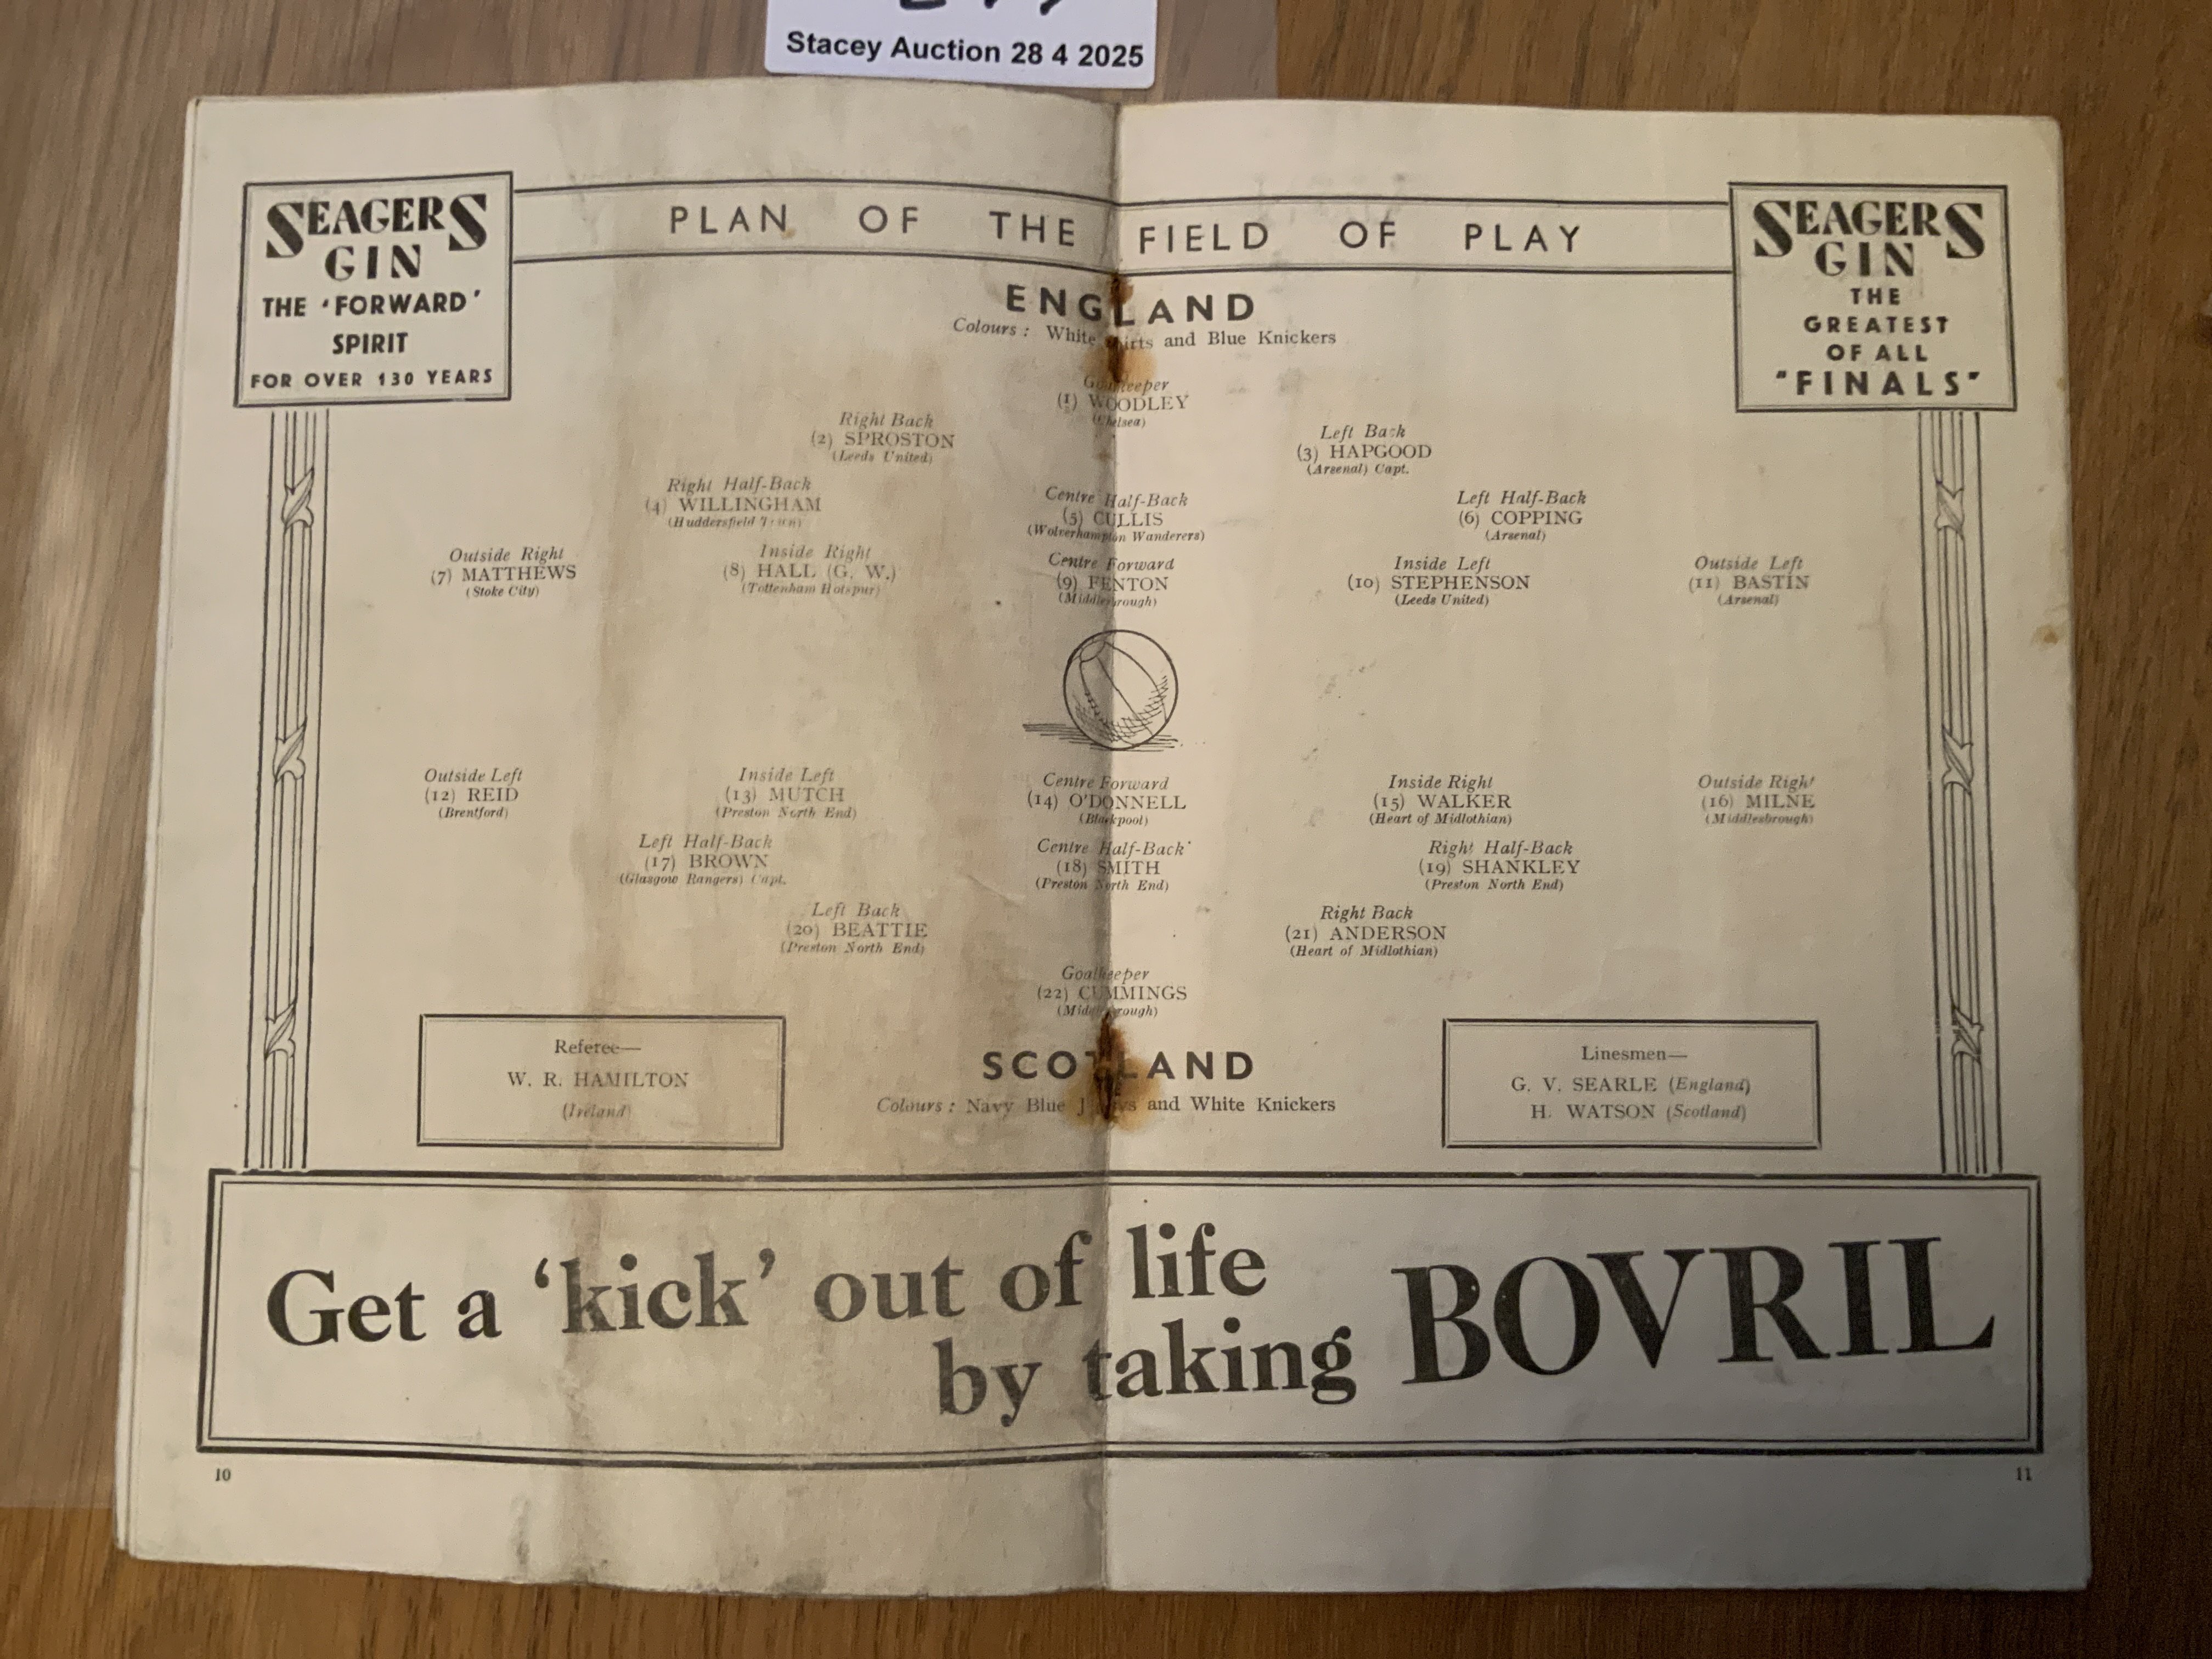 Stacey Auction 28 4 2025
SEAGERS
GIN
THE 'FORWARD'
SPIRIT
FOR OVER 130 YEARS
PLAN OF THE FIELD OF PLAY
SEAGERS
GIN
THE
GREATEST
OF ALL
"FINALS"
ENGLAND
Colours : White and Blue Knickers
Goalkeeper
(1) WOODLEY
(Chelsea)
Right Back
(2) SPROSTON
(Leeds United)
Left Back
(3) HAPGOOD
(Arsenal) Capt.
Right Half-Back
(4) WILLINGHAM
(Huddersfield Town)
Centre Half-Back
(5) CULLIS
(Wolverhampton Wanderers)
Left Half-Back
(6) COPPING
(Arsenal)
Outside Right
(7) MATTHEWS
(Stoke City)
Inside Right
(8) HALL (G. W.)
(Tottenham Hotspur)
Centre Forward
(9) FENTON
(Middlesbrough)
Inside Left
(10) STEPHENSON
(Leeds United)
Outside Left
(11) BASTIN
(Arsenal)
Outside Left
(12) REID
(Brentford)
Inside Left
(13) MUTCH
(Preston North End)
Centre Forward
(14) O'DONNELL
(Blackpool)
Inside Right
(15) WALKER
(Heart of Midlothian)
Outside Right
(16) MILNE
(Middlesbrough)
Left Half-Back
(17) BROWN
(Glasgow Rangers) Capt.
Centre Half-Back
(18) SMITH
(Preston North End)
Right Half-Back
(19) SHANKLEY
(Preston North End)
Left Back
(20) BEATTIE
(Preston North End)
Right Back
(21) ANDERSON
(Heart of Midlothian)
Goalkeeper
(22) CUMMINGS
(Middlesbrough)
SCOTLAND
Colours : Navy Blue and White Knickers
Referee—
W. R. HAMILTON
(Ireland)
Linesmen—
G. V. SEARLE (England)
H. WATSON (Scotland)
Get a 'kick' out of life
by taking BOVRIL
10
11